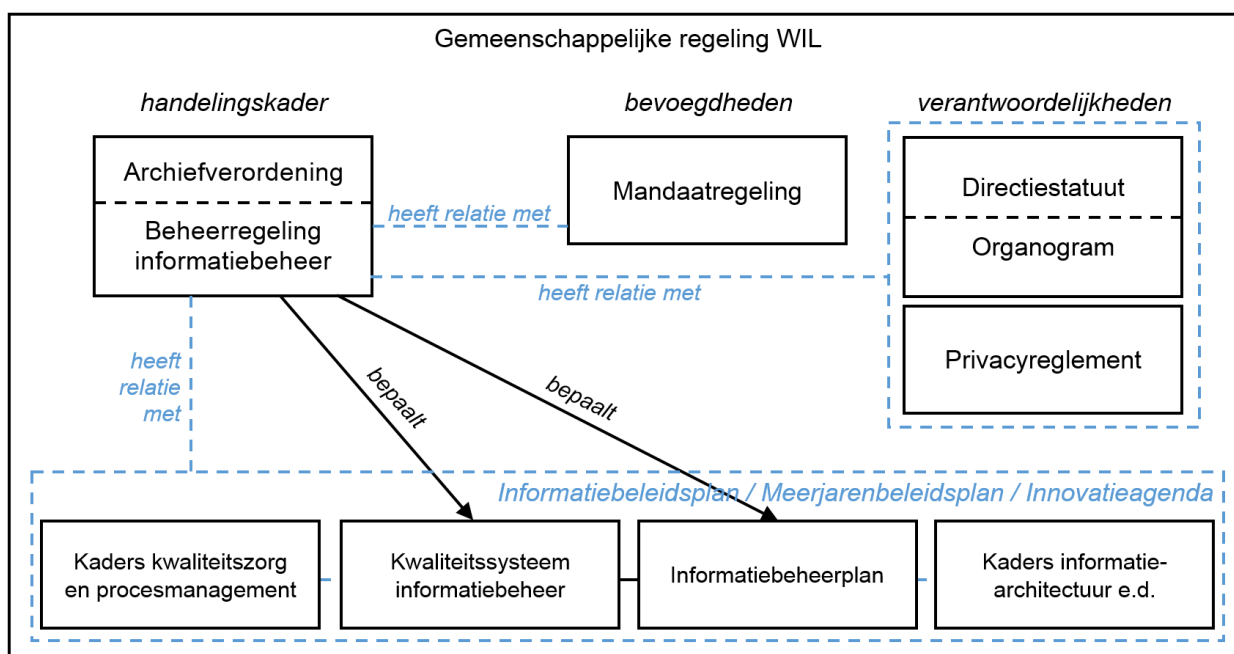 Gemeenschappelijke regeling WIL
handelingskader
bevoegdheden
verantwoordelijkheden
Archiefverordening
Beheerregeling
informatiebeheer
heeft relatie met
Mandaatregeling
heeft relatie met
Directiestatuut
Organogram
Privacyreglement
heeft
relatie
met
bepaalt
bepaalt
Informatiebeleidsplan / Meerjarenbeleidsplan / Innovatieagenda
Kaders kwaliteitszorg
en procesmanagement
Kwaliteitssysteem
informatiebeheer
Informatiebeheerplan
Kaders informatie-
architectuur e.d.